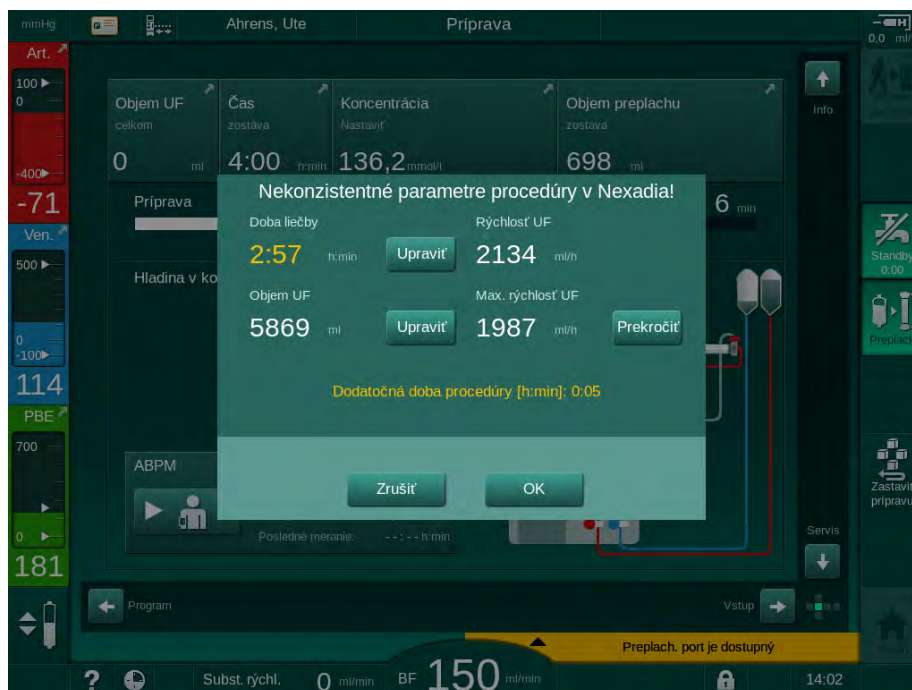 mmHg
Ahrens, Ute
Príprava
0,0 ml/
Art.
100
0
-400
-71
Ven.
500
0
-100
114
PBE
700
0
181
Objem UF
celkom
0 ml
Čas
zostáva
4:00 h:min
Koncentrácia
Nastaviť
136,2 mmol/l
Objem preplachu
zostava
698 ml
info
Príprava
6 min
Hladina v ko
Nekonzistentné parametre procedúry v Nexadia!
Doba liečby
Rýchlosť UF
2:57 h:min Upraviť 2134 ml/h
Objem UF
Max. rýchlosť UF
5869 ml Upraviť 1987 ml/h Prekročiť
Dodatočná doba procedúry [h:min]: 0:05
Zrušiť
OK
ABPM
Posledné meranie: --:-- h:min
Standby
0:00
Preplach
Zastaviť
prípravu
Servis
Program
Vstup
Preplach. port je dostupný
? Subst. rýchl. 0 ml/min BF 150 ml/min 14:02